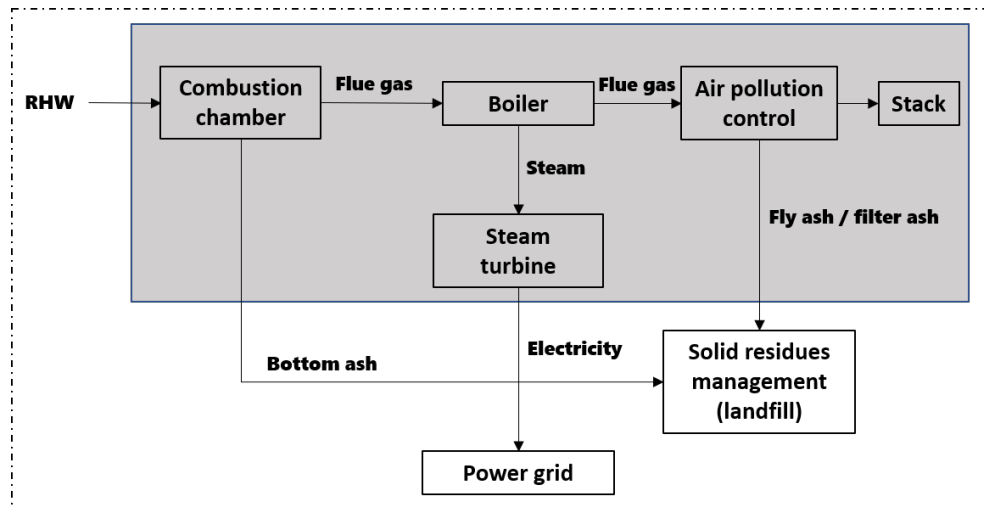 RHW
Combustion
chamber
Flue gas
Boiler
Flue gas
Air pollution
control
Stack
Steam
Steam
turbine
Fly ash / filter ash
Bottom ash
Electricity
Solid residues
management
(landfill)
Power grid